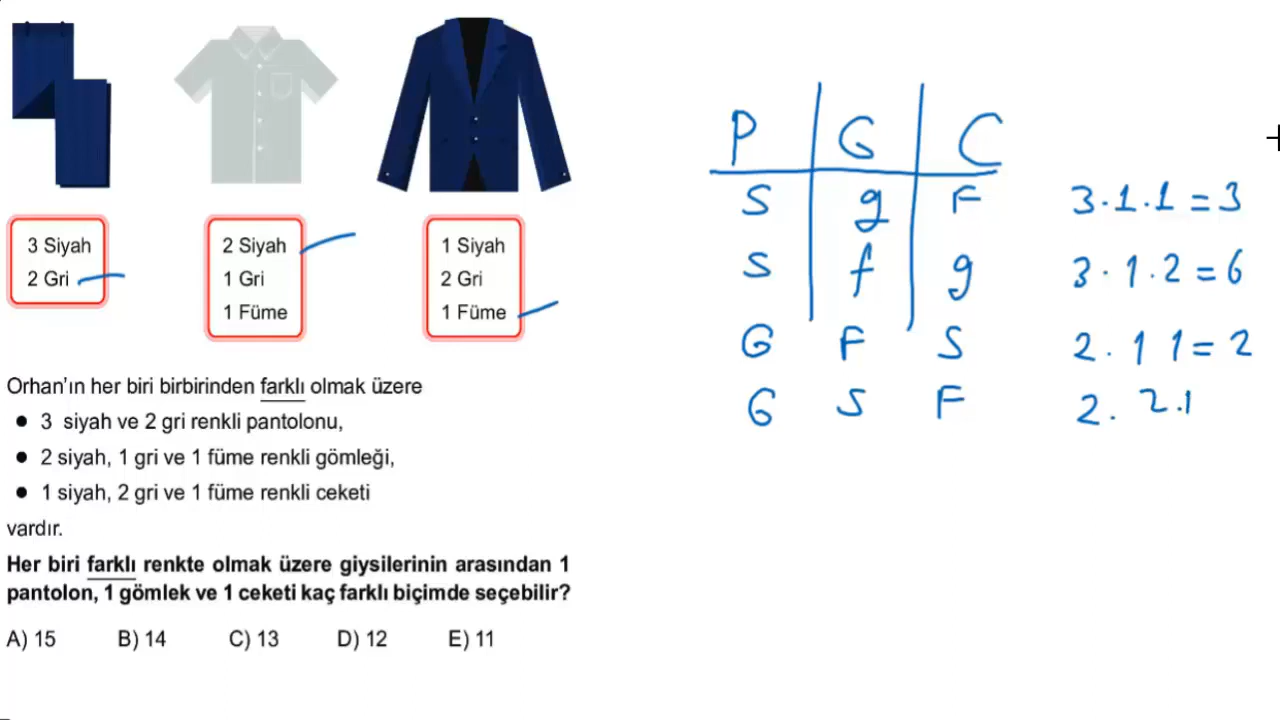 3 Siyah
2 Gri
2 Siyah
1 Gri
1 Füme
1 Siyah
2 Gri
1 Füme
Orhan'ın her biri birbirinden farklı olmak üzere
• 3 siyah ve 2 gri renkli pantolonu,
• 2 siyah, 1 gri ve 1 füme renkli gömleği,
• 1 siyah, 2 gri ve 1 füme renkli ceketi
vardır.
Her biri farklı renkte olmak üzere giysilerinin arasından 1
pantolon, 1 gömlek ve 1 ceketi kaç farklı biçimde seçebilir?
A) 15 B) 14 C) 13 D) 12 E) 11
P G C
S g F 3.1.1 = 3
S f g 3.1.2 = 6
G F S 2.1 1 = 2
G S F 2. 2.1